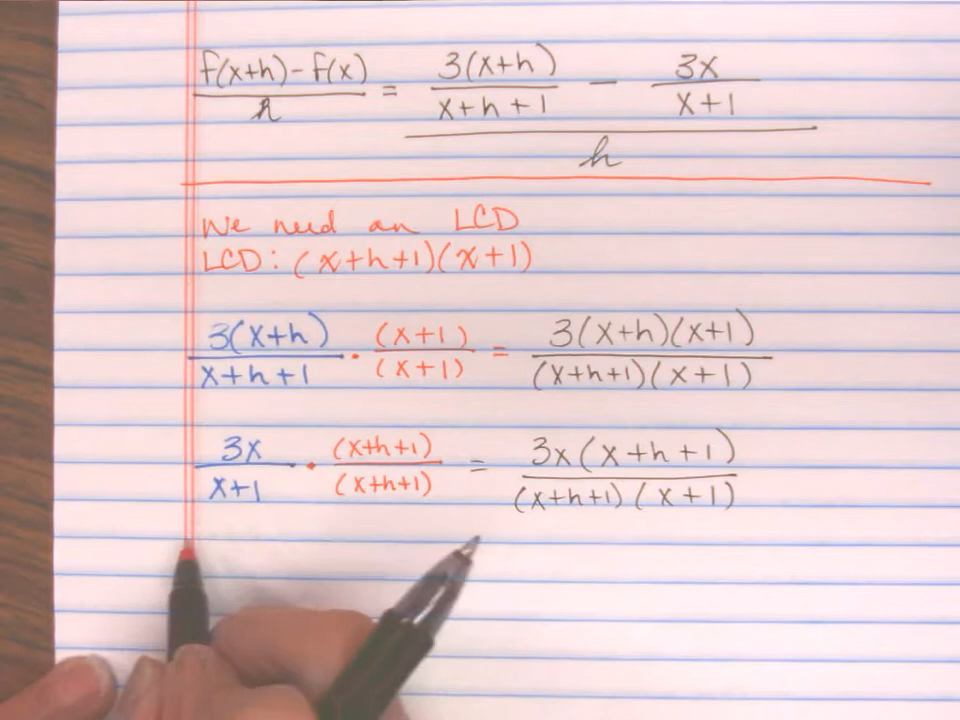 f(x+h)-f(x)/h = (3(x+h)/(x+h+1) - 3x/(x+1))/h
We need an LCD
LCD: (x+h+1)(x+1)
3(x+h)/(x+h+1) · (x+1)/(x+1) = 3(x+h)(x+1)/(x+h+1)(x+1)
3x/(x+1) · (x+h+1)/(x+h+1) = 3x(x+h+1)/(x+h+1)(x+1)